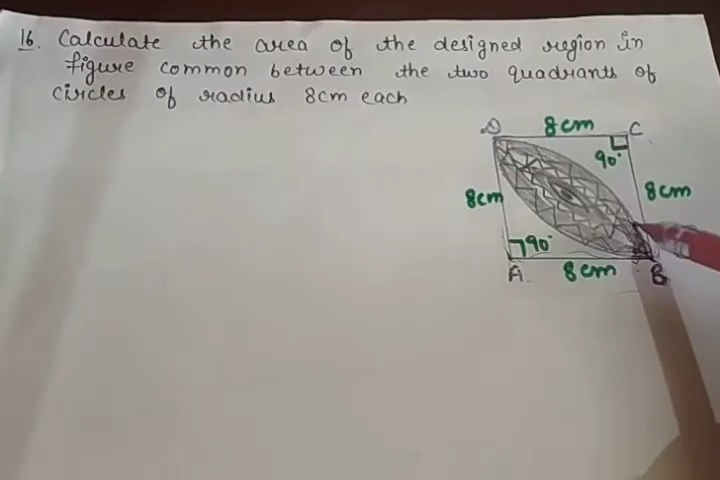 16. Calculate the area of the designed region in
figure common between the two quadrants of
circles of radius 8cm each
D 8cm C
90°
8cm 8cm
90°
A 8cm B